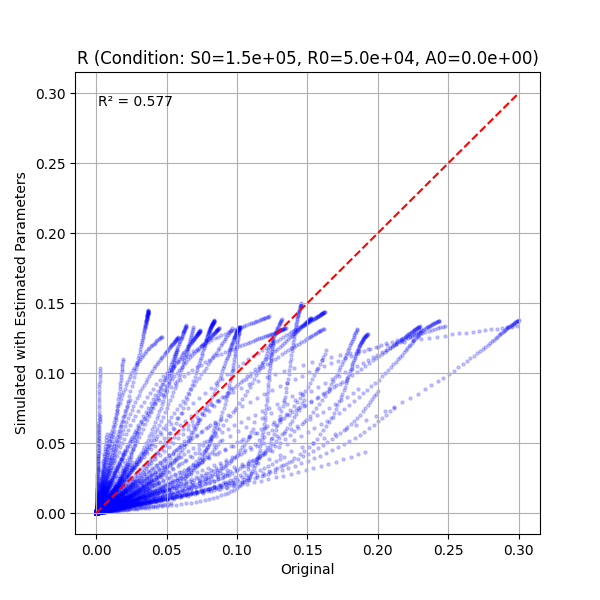 R (Condition: S0=1.5e+05, R0=5.0e+04, A0=0.0e+00)
R² = 0.577
0.30
0.25
0.20
0.15
0.10
0.05
0.00
Simulated with Estimated Parameters
0.00 0.05 0.10 0.15 0.20 0.25 0.30
Original